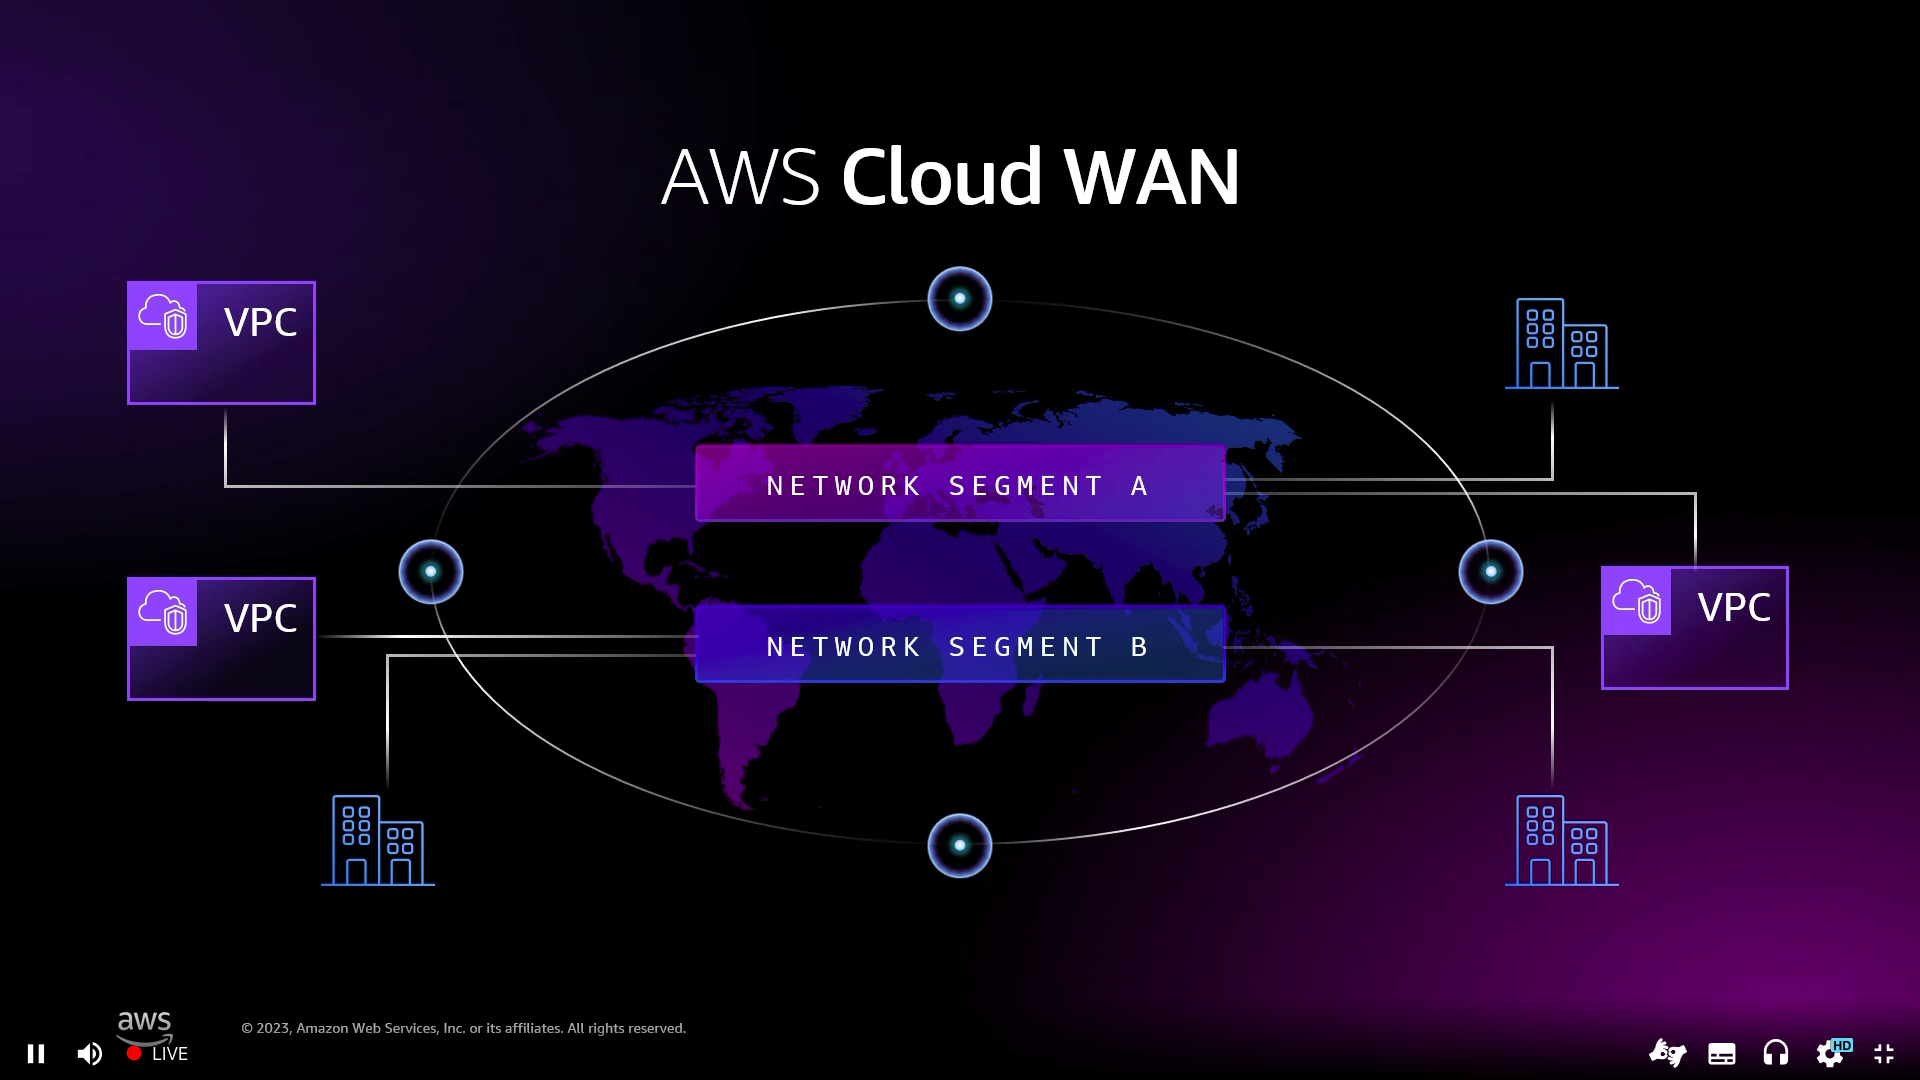 AWS Cloud WAN
VPC
NETWORK SEGMENT A
VPC
VPC
NETWORK SEGMENT B
aws
© 2023, Amazon Web Services, Inc. or its affiliates. All rights reserved.
LIVE
HD